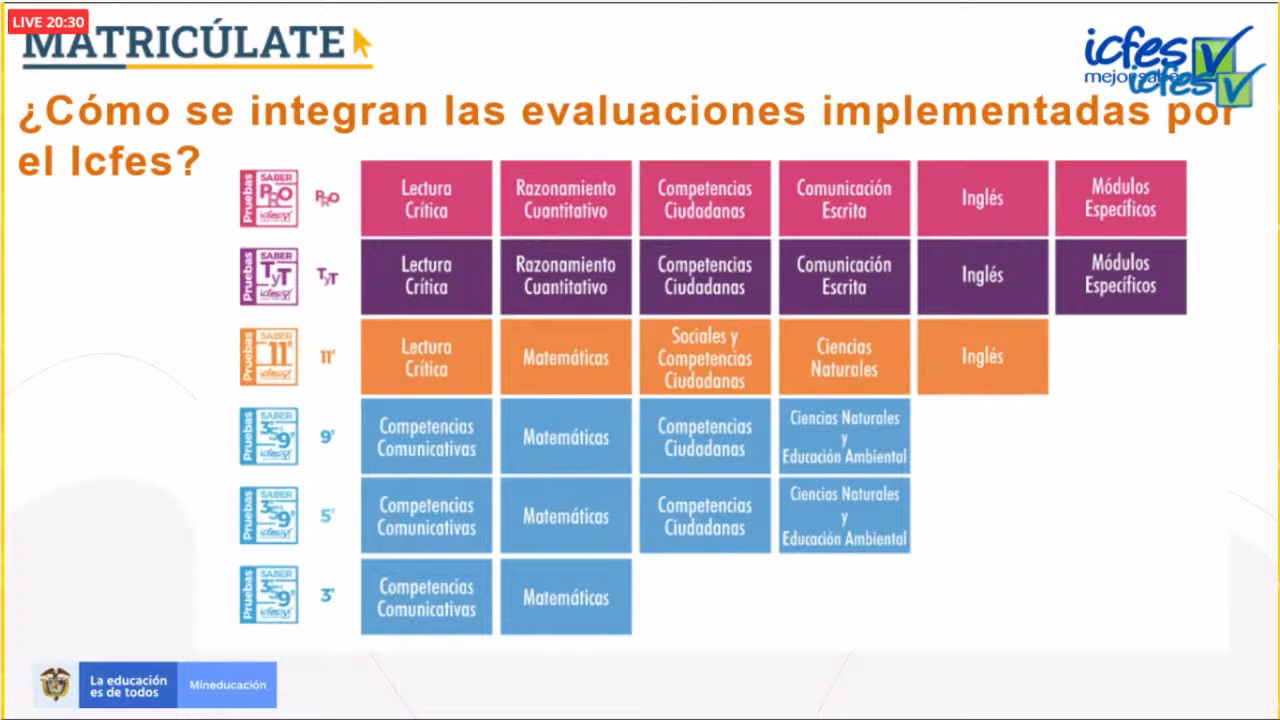 LIVE 20:30
MATRICÚLATE
icfes
mejor
icfes
¿Cómo se integran las evaluaciones implementadas por
el Icfes?
Pruebas
SABER
PRO
icfes
PRO
Lectura
Crítica
Razonamiento
Cuantitativo
Competencias
Ciudadanas
Comunicación
Escrita
Inglés
Módulos
Específicos
Pruebas
SABER
TyT
icfes
TyT
Lectura
Crítica
Razonamiento
Cuantitativo
Competencias
Ciudadanas
Comunicación
Escrita
Inglés
Módulos
Específicos
Pruebas
SABER
11°
icfes
11°
Lectura
Crítica
Matemáticas
Sociales y
Competencias
Ciudadanas
Ciencias
Naturales
Inglés
Pruebas
SABER
3°5°9°
icfes
9°
Competencias
Comunicativas
Matemáticas
Competencias
Ciudadanas
Ciencias Naturales
y
Educación Ambiental
Pruebas
SABER
3°5°9°
icfes
5°
Competencias
Comunicativas
Matemáticas
Competencias
Ciudadanas
Ciencias Naturales
y
Educación Ambiental
Pruebas
SABER
3°5°9°
icfes
3°
Competencias
Comunicativas
Matemáticas
La educación
es de todos
Mineducación